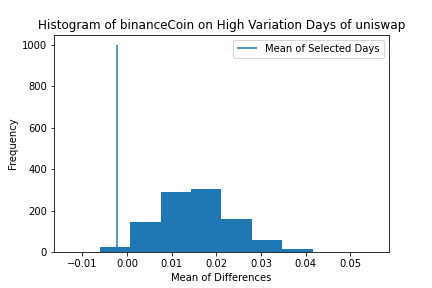 Histogram of binanceCoin on High Variation Days of uniswap
1000
Mean of Selected Days
800
600
400
200
0
Frequency
-0.01 0.00 0.01 0.02 0.03 0.04 0.05
Mean of Differences